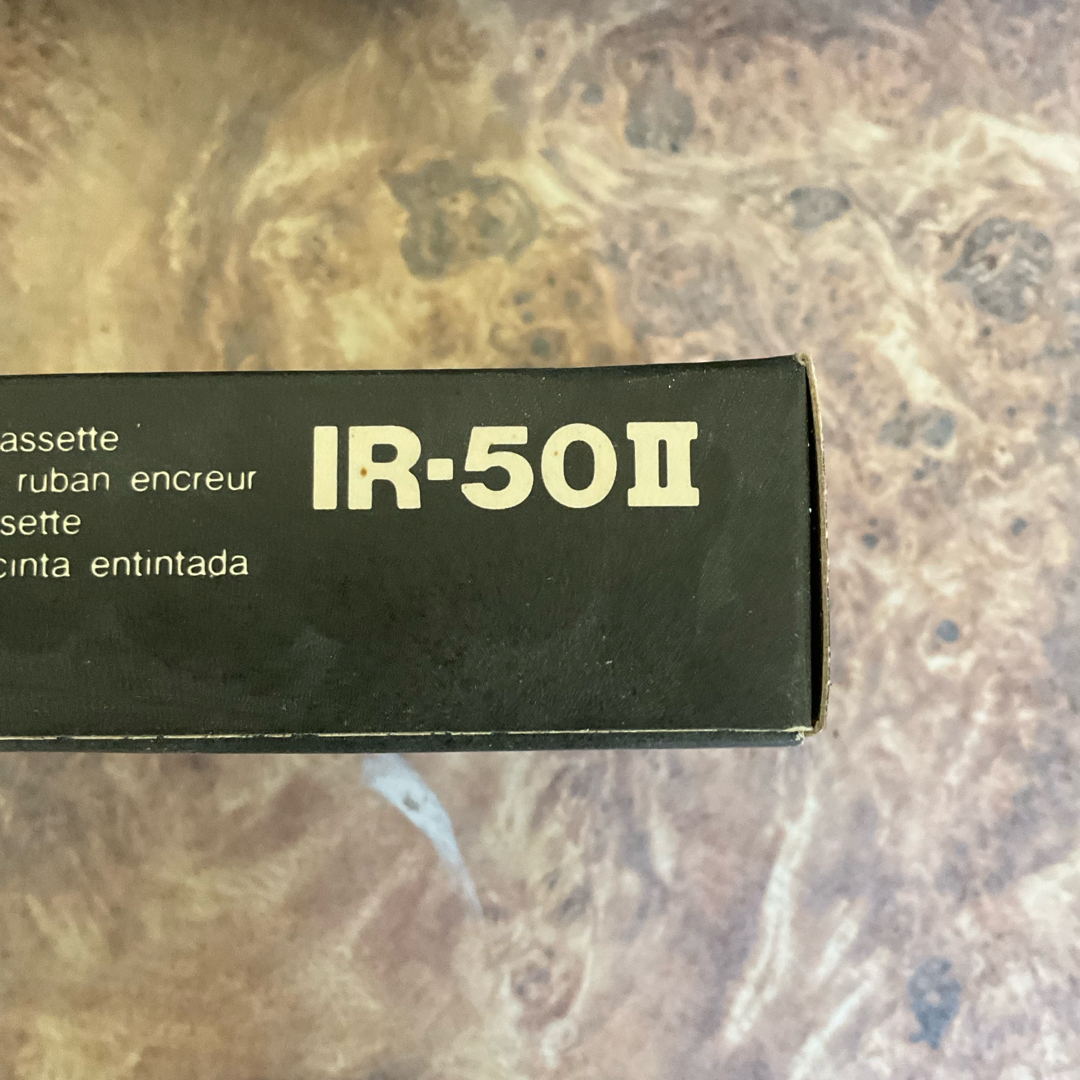 assette
ruban encreur
sette
cinta entintada
IR-50II